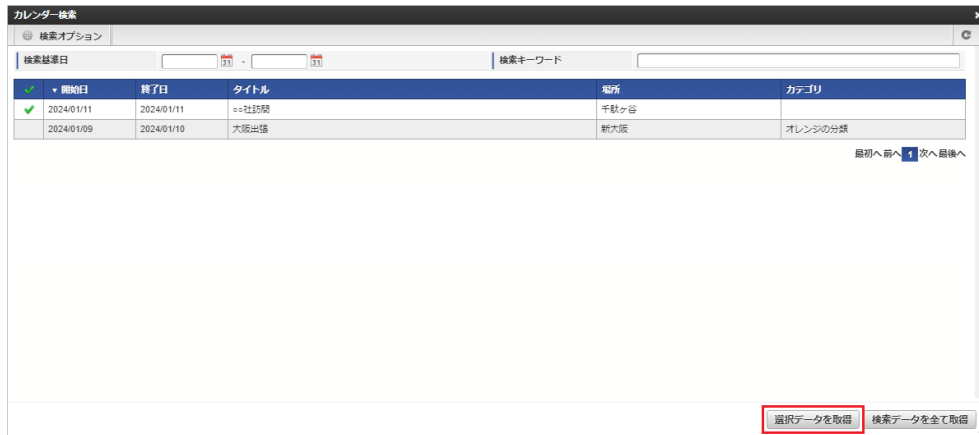 カレンダー検索
検索オプション
検索基準日 31 - 31 検索キーワード
開始日 終了日 タイトル 場所 カテゴリ
2024/01/11 2024/01/11 ○○社訪問 千駄ヶ谷
2024/01/09 2024/01/10 大阪出張 新大阪 オレンジの分類
最初へ 前へ 1 次へ 最後へ
選択データを取得 検索データを全て取得